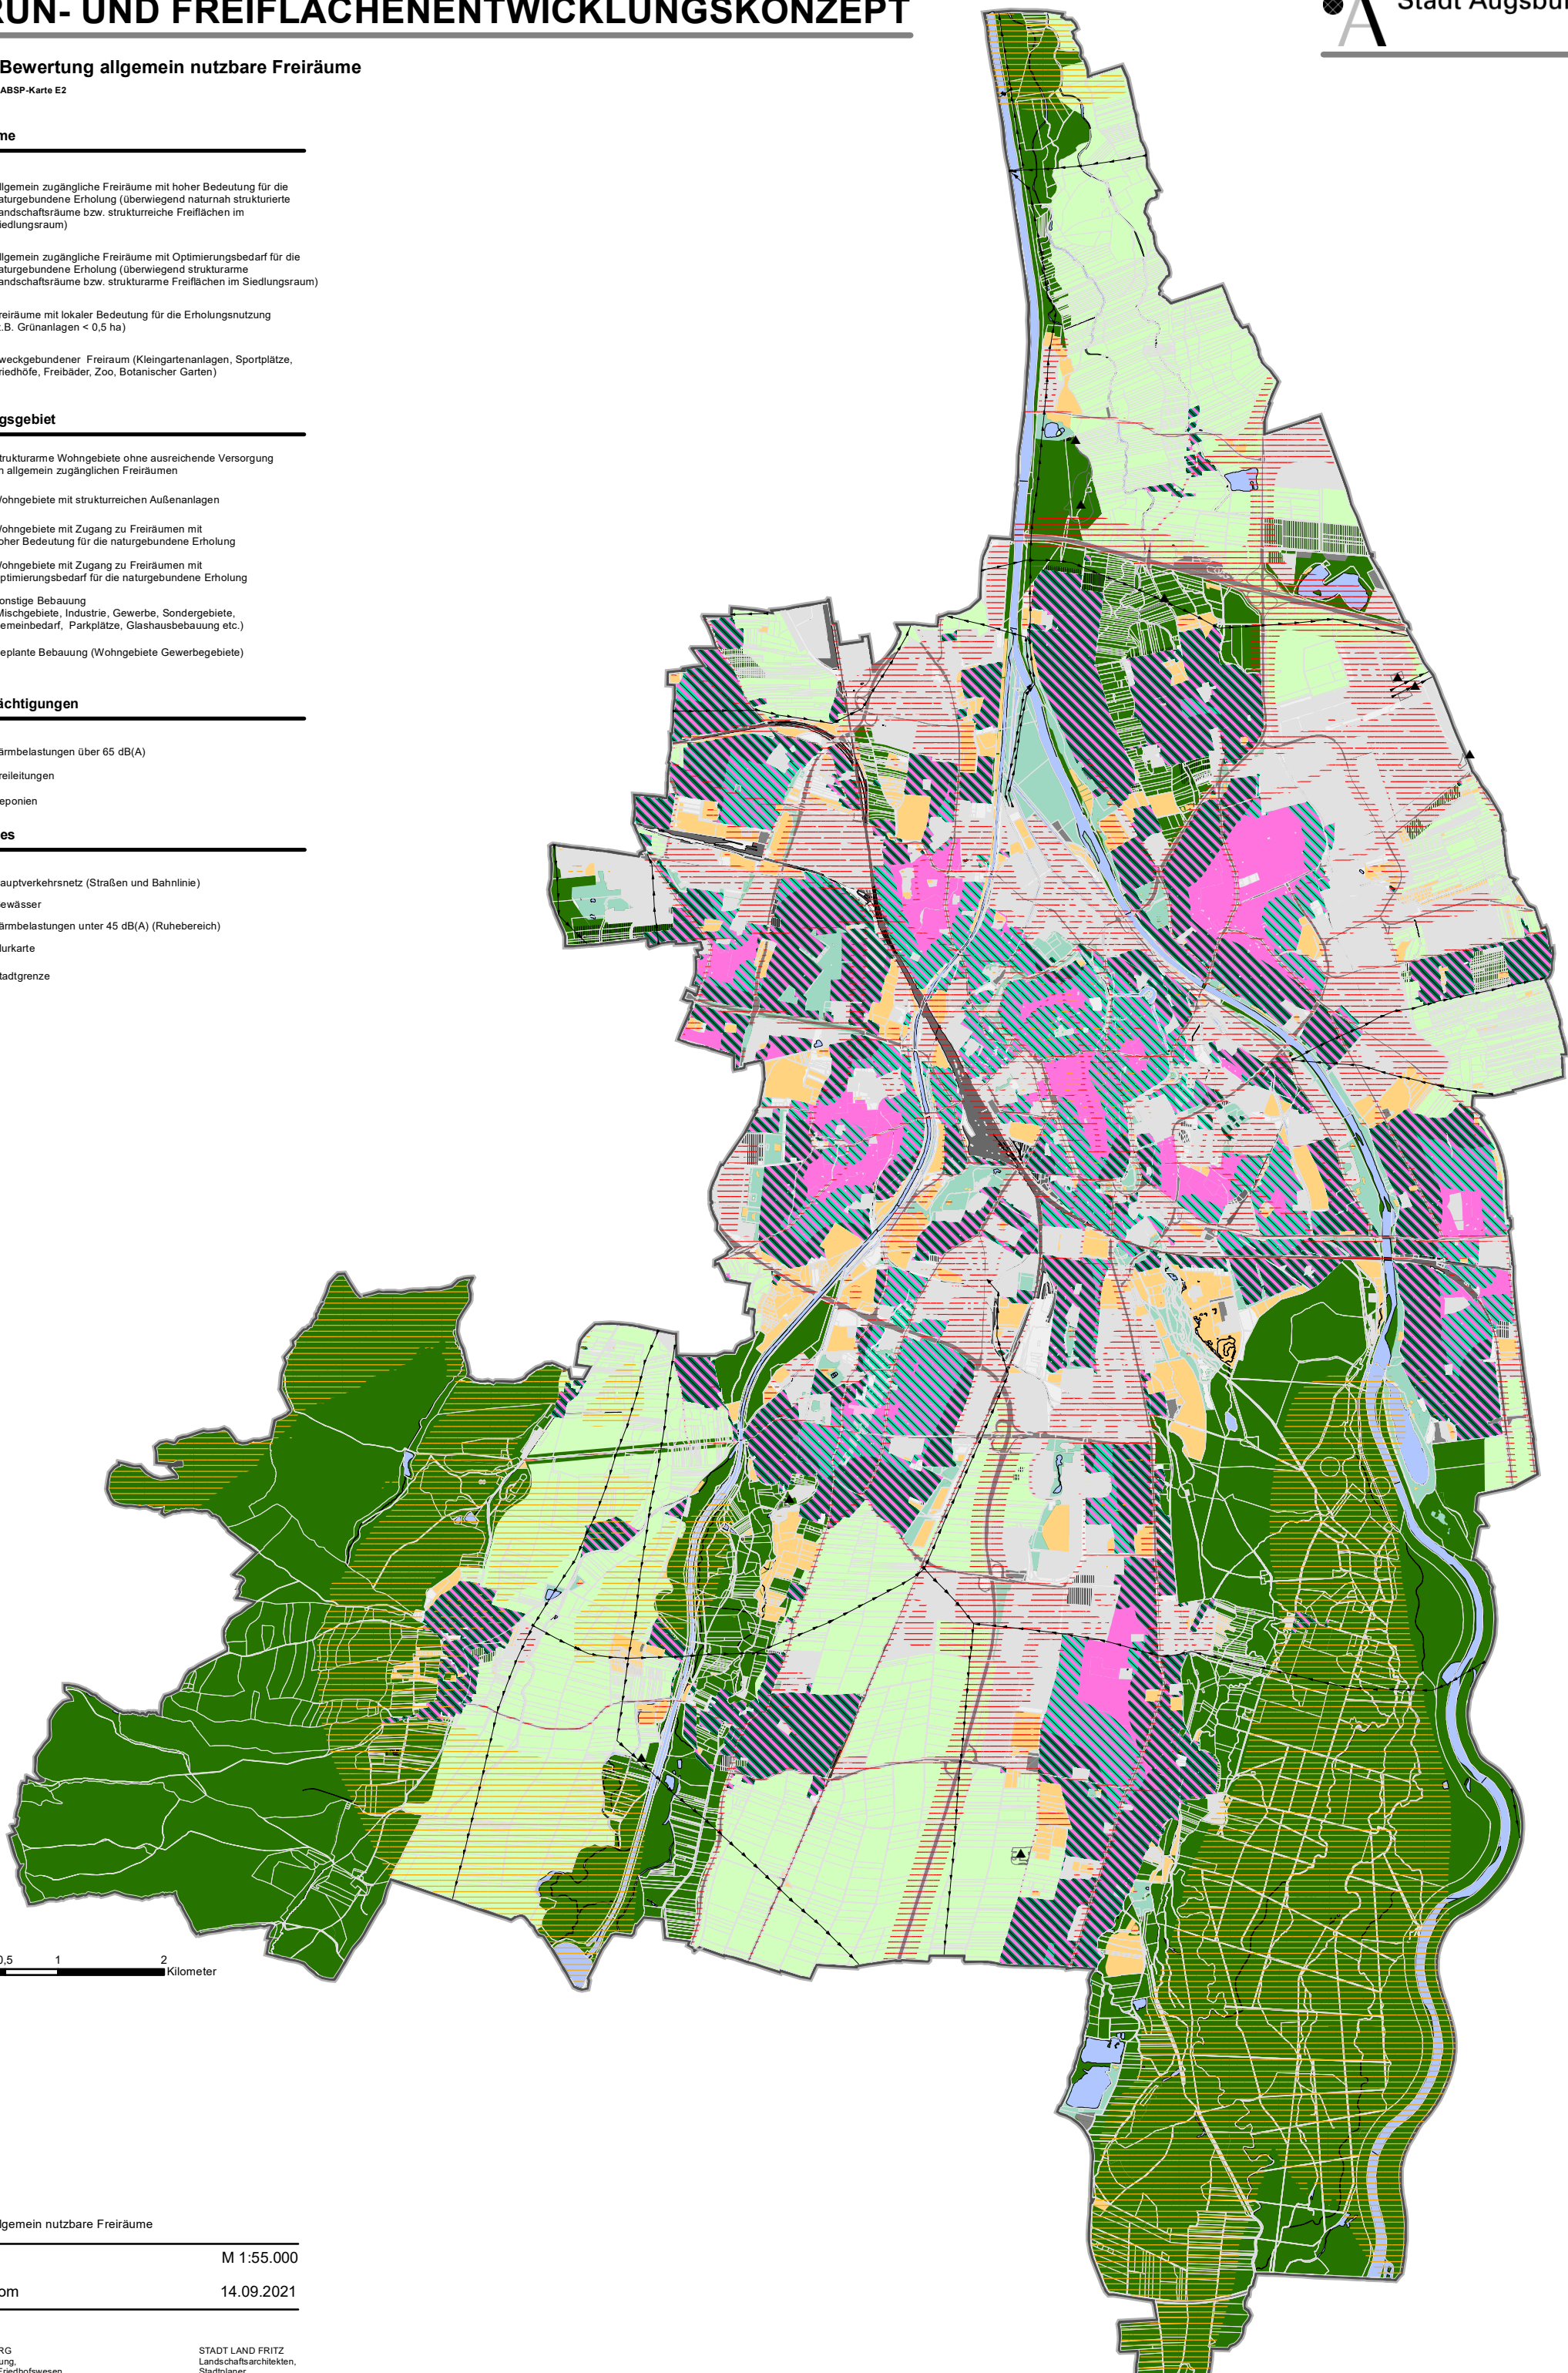 RÜN- UND FREIFLÄCHENENTWICKLUNGSKONZEPT
Stadt Augsbur
Bewertung allgemein nutzbare Freiräume
ABSP-Karte E2
me
llgemein zugängliche Freiräume mit hoher Bedeutung für die
aturgebundene Erholung (überwiegend naturnah strukturierte
andschaftsräume bzw. strukturreiche Freiflächen im
iedlungsraum)
llgemein zugängliche Freiräume mit Optimierungsbedarf für die
aturgebundene Erholung (überwiegend strukturarme
andschaftsräume bzw. strukturarme Freiflächen im Siedlungsraum)
reiräume mit lokaler Bedeutung für die Erholungsnutzung
.B. Grünanlagen < 0,5 ha)
weckgebundener Freiraum (Kleingartenanlagen, Sportplätze,
riedhöfe, Freibäder, Zoo, Botanischer Garten)
gsgebiet
trukturarme Wohngebiete ohne ausreichende Versorgung
n allgemein zugänglichen Freiräumen
ohngebiete mit strukturreichen Außenanlagen
ohngebiete mit Zugang zu Freiräumen mit
oher Bedeutung für die naturgebundene Erholung
ohngebiete mit Zugang zu Freiräumen mit
ptimierungsbedarf für die naturgebundene Erholung
onstige Bebauung
Mischgebiete, Industrie, Gewerbe, Sondergebiete,
emeinbedarf, Parkplätze, Glashausbebauung etc.)
eplante Bebauung (Wohngebiete Gewerbegebiete)
ächtigungen
ärmbelastungen über 65 dB(A)
reileitungen
eponien
es
auptverkehrsnetz (Straßen und Bahnlinie)
ewässer
ärmbelastungen unter 45 dB(A) (Ruhebereich)
lurkarte
tadtgrenze
0,5 1 2
Kilometer
lgemein nutzbare Freiräume
M 1:55.000
om 14.09.2021
RG
ung,
Friedhofswesen
STADT LAND FRITZ
Landschaftsarchitekten,
Stadtplaner